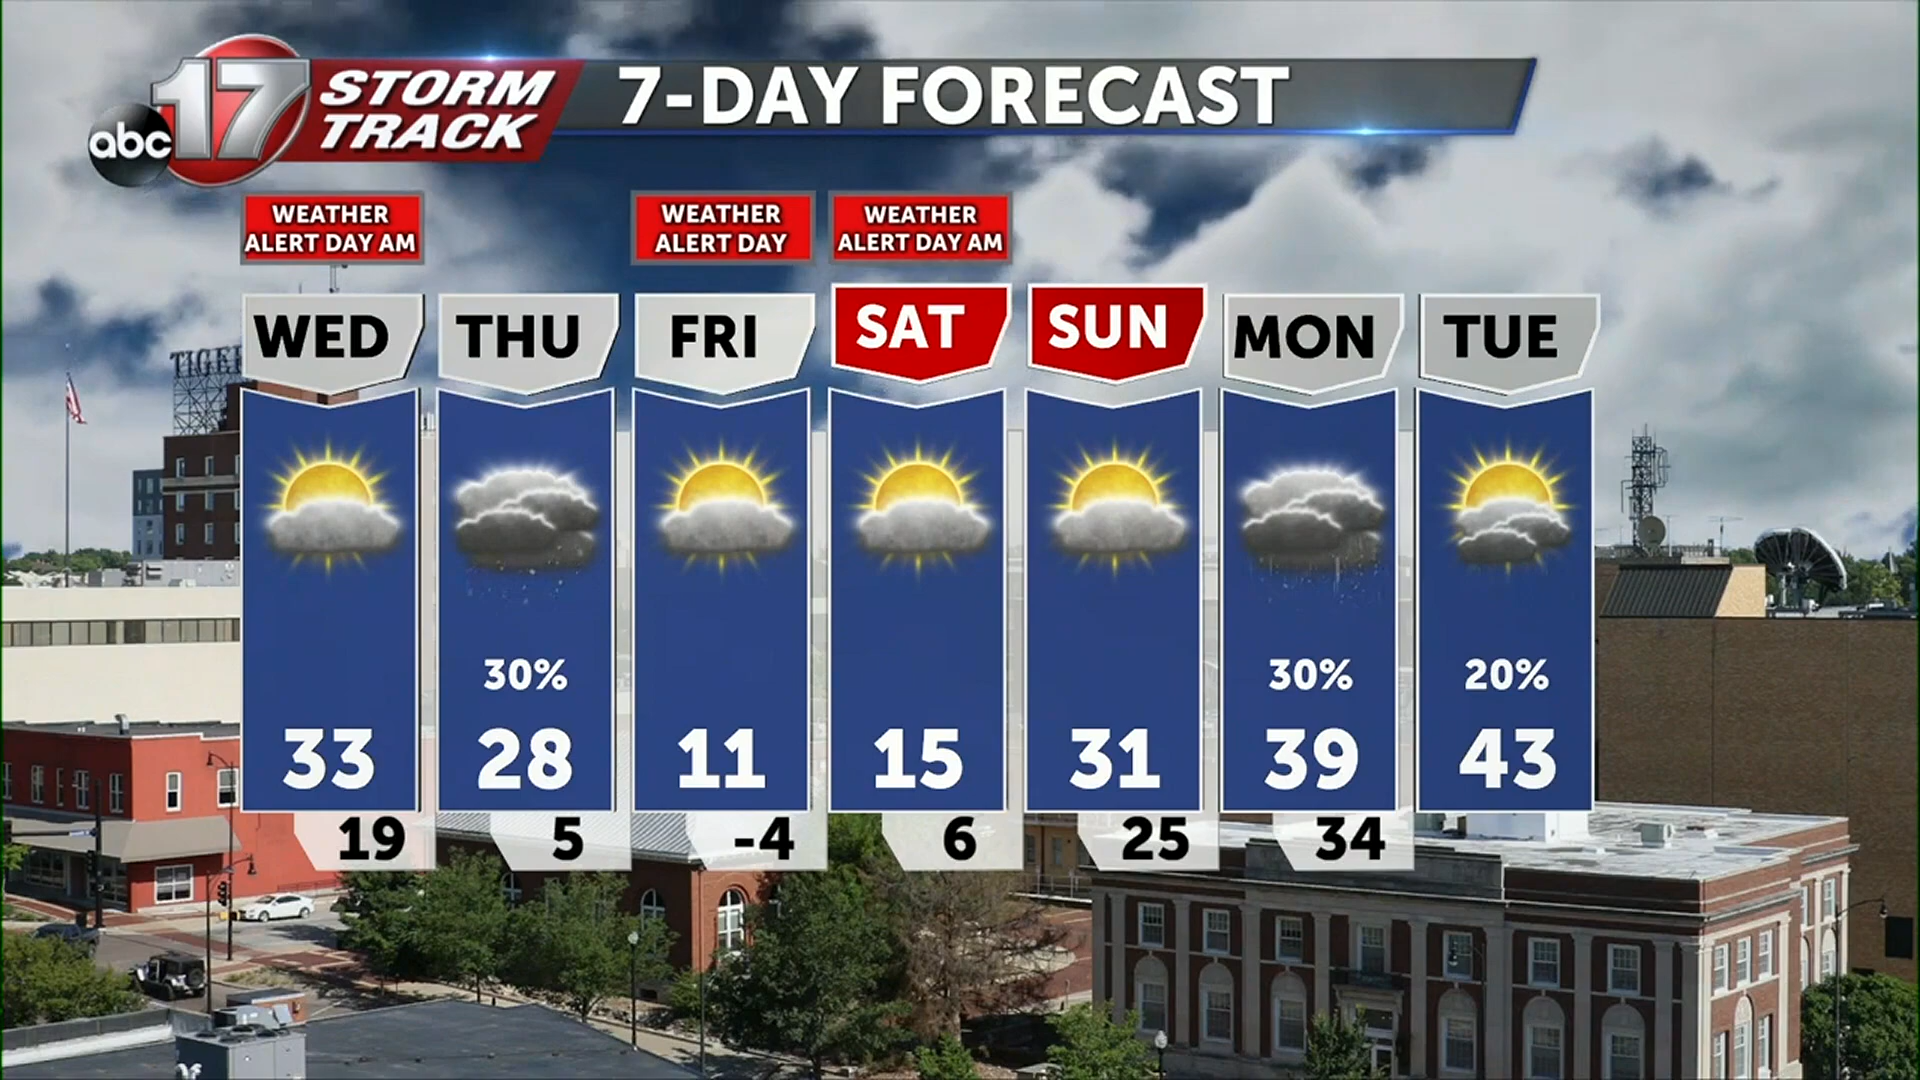 abc 17 STORM TRACK
7-DAY FORECAST
WEATHER
ALERT DAY AM
WEATHER
ALERT DAY
WEATHER
ALERT DAY AM
WED THU FRI SAT SUN MON TUE
TIGER
30% 30% 20%
33 28 11 15 31 39 43
19 5 -4 6 25 34